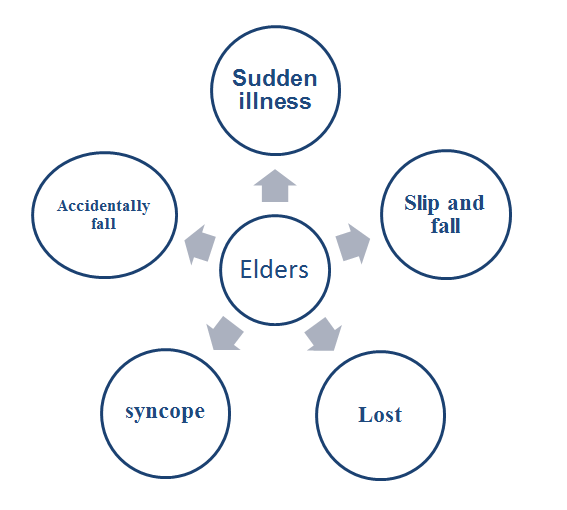 Sudden
illness
Accidentally
fall
Slip and
fall
Elders
syncope
Lost